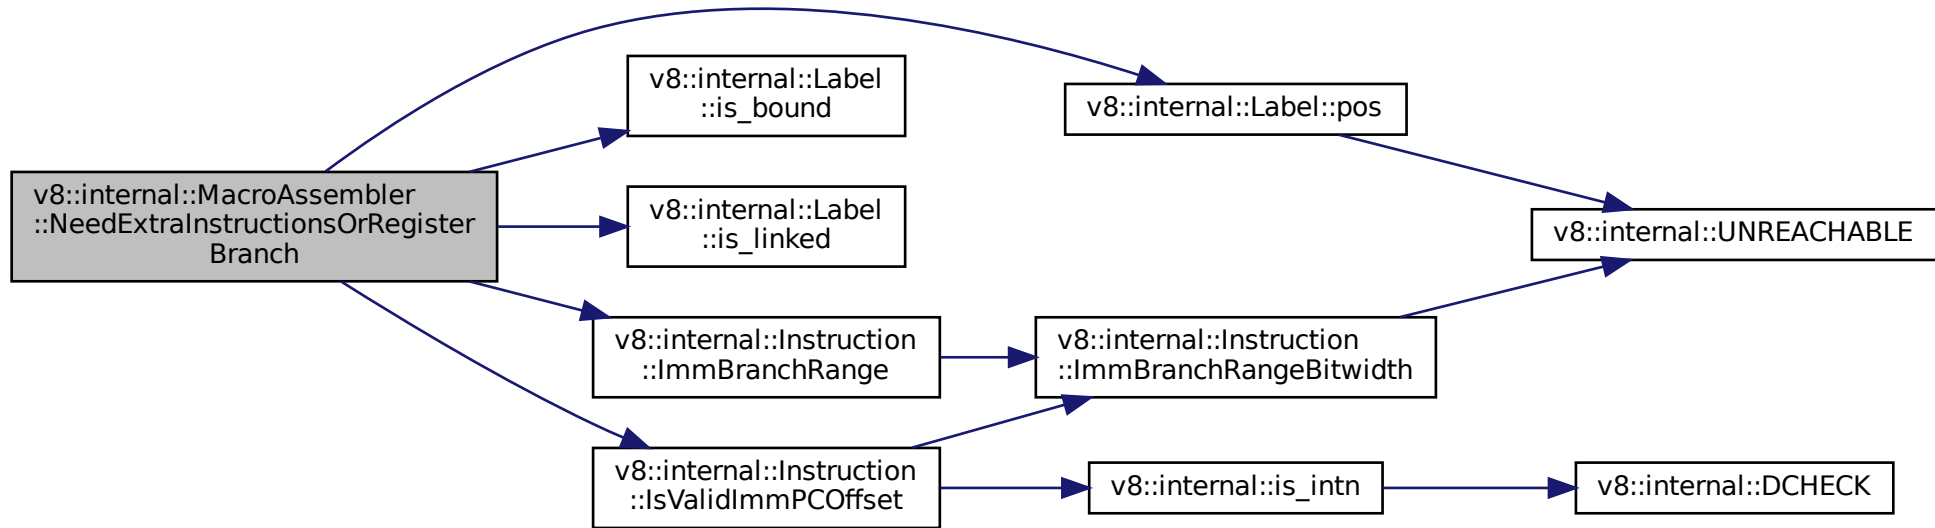 v8::internal::MacroAssembler
::NeedExtraInstructionsOrRegister
Branch
v8::internal::Label
::is_bound
v8::internal::Label
::is_linked
v8::internal::Instruction
::ImmBranchRange
v8::internal::Instruction
::IsValidImmPCOffset
v8::internal::Label::pos
v8::internal::Instruction
::ImmBranchRangeBitwidth
v8::internal::is_intn
v8::internal::UNREACHABLE
v8::internal::DCHECK